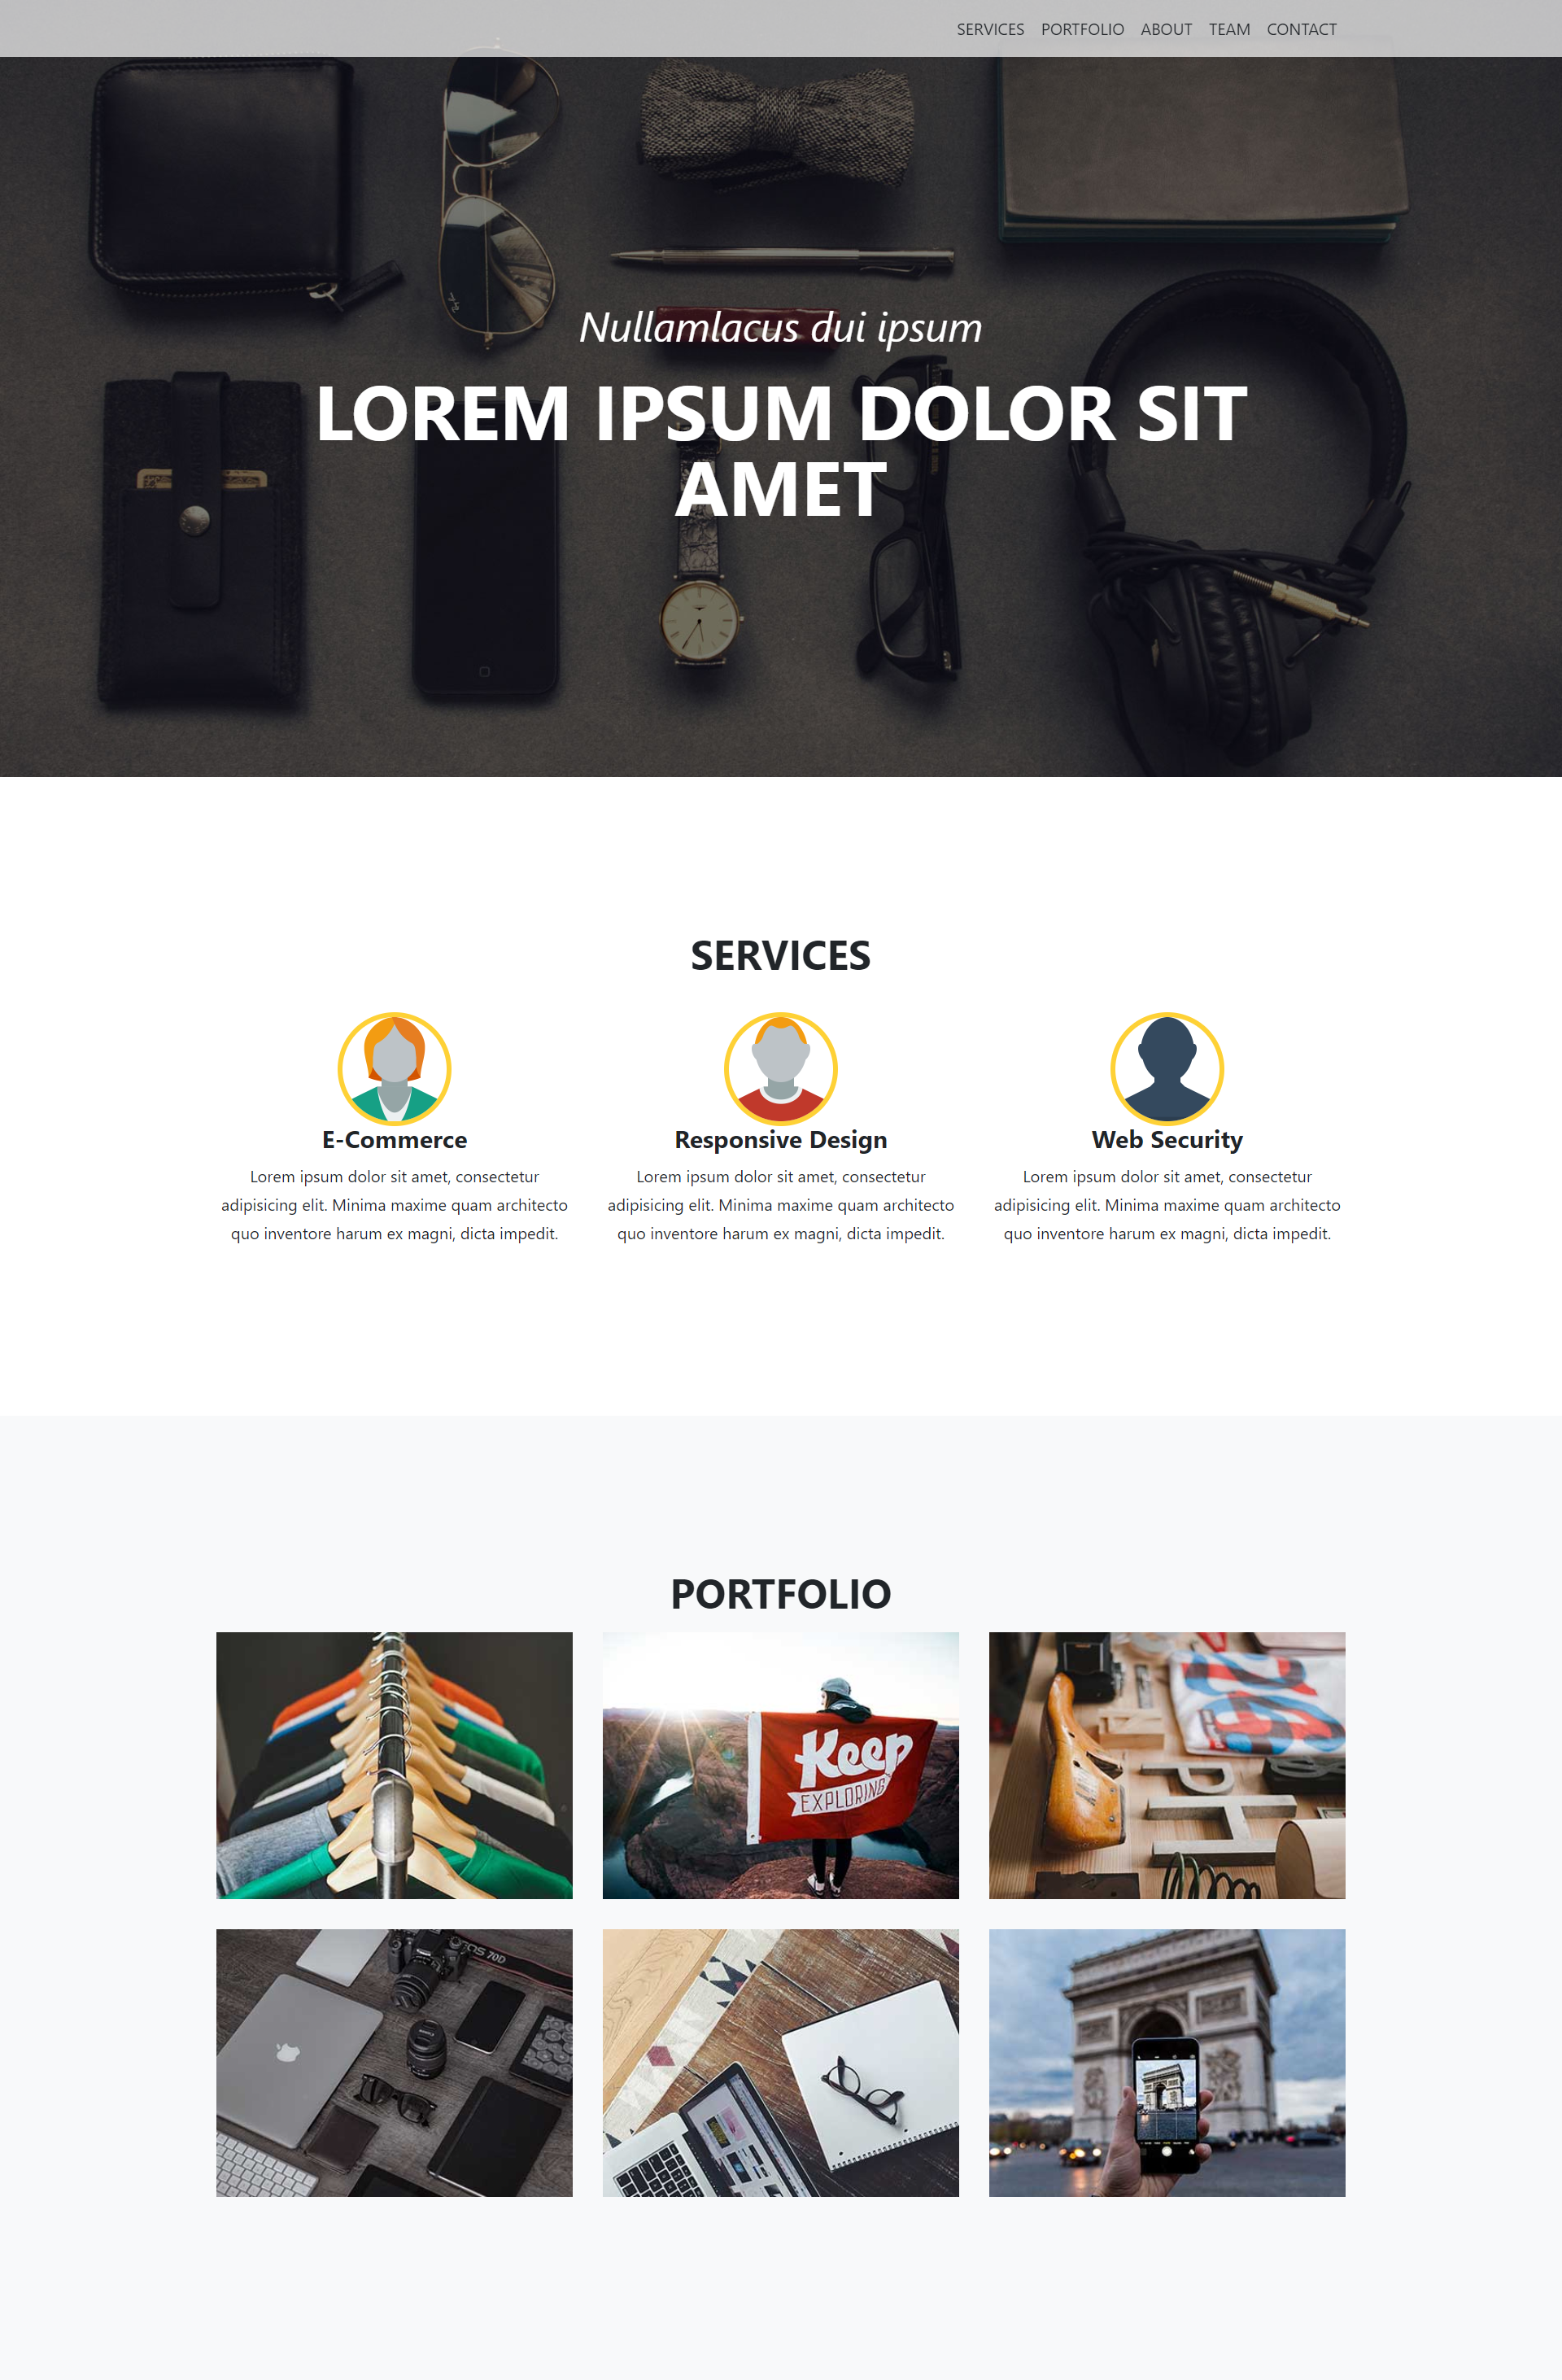 SERVICES PORTFOLIO ABOUT TEAM CONTACT
Nullamlacus dui ipsum
LOREM IPSUM DOLOR SIT
AMET
SERVICES
E-Commerce
Lorem ipsum dolor sit amet, consectetur
adipisicing elit. Minima maxime quam architecto
quo inventore harum ex magni, dicta impedit.
Responsive Design
Lorem ipsum dolor sit amet, consectetur
adipisicing elit. Minima maxime quam architecto
quo inventore harum ex magni, dicta impedit.
Web Security
Lorem ipsum dolor sit amet, consectetur
adipisicing elit. Minima maxime quam architecto
quo inventore harum ex magni, dicta impedit.
PORTFOLIO
Keep
EXPLORING
P
H
EOS 70D